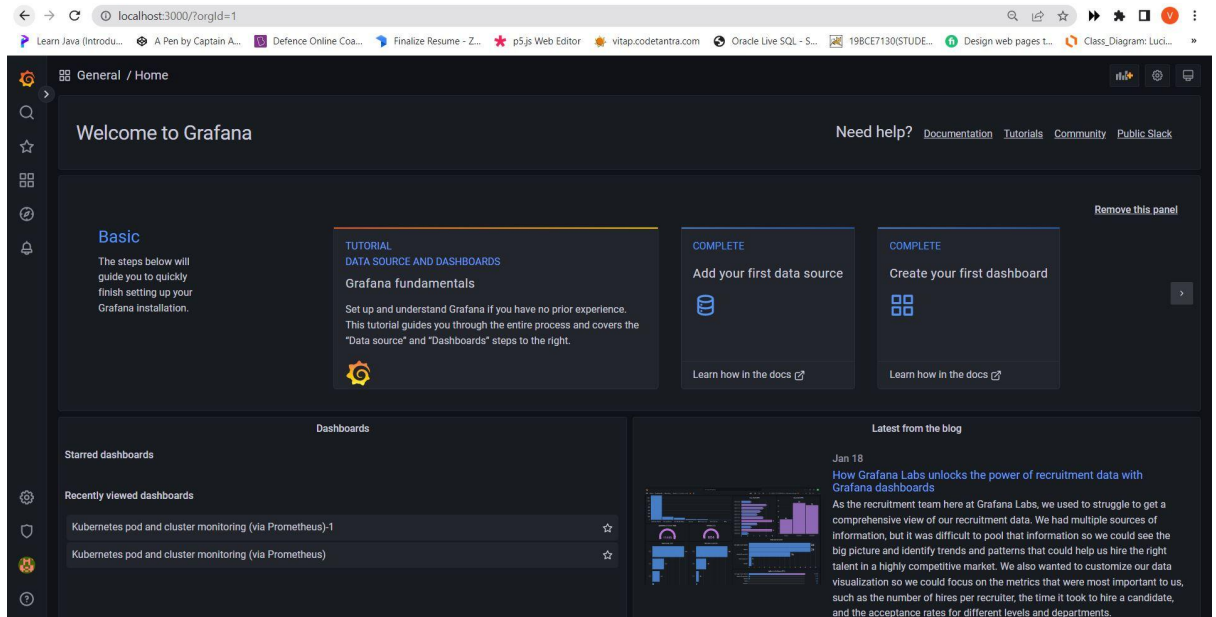 localhost:3000/?orgId=1
V
Learn Java (Introdu...
A Pen by Captain A...
Defence Online Coa...
Finalize Resume - Z...
p5.js Web Editor
vitap.codetantra.com
Oracle Live SQL - S...
19BCE7130(STUDE...
Design web pages t...
Class_Diagram: Luci...
»
General / Home
Welcome to Grafana
Need help? Documentation Tutorials Community Public Slack
Remove this panel
Basic
The steps below will
guide you to quickly
finish setting up your
Grafana installation.
TUTORIAL
DATA SOURCE AND DASHBOARDS
Grafana fundamentals
Set up and understand Grafana if you have no prior experience.
This tutorial guides you through the entire process and covers the
"Data source" and "Dashboards" steps to the right.
COMPLETE
Add your first data source
Learn how in the docs
COMPLETE
Create your first dashboard
Learn how in the docs
Dashboards
Starred dashboards
Recently viewed dashboards
Kubernetes pod and cluster monitoring (via Prometheus)-1
Kubernetes pod and cluster monitoring (via Prometheus)
Latest from the blog
Jan 18
How Grafana Labs unlocks the power of recruitment data with
Grafana dashboards
As the recruitment team here at Grafana Labs, we used to struggle to get a
comprehensive view of our recruitment data. We had multiple sources of
information, but it was difficult to pool that information so we could see the
big picture and identify trends and patterns that could help us hire the right
talent in a highly competitive market. We also wanted to customize our data
visualization so we could focus on the metrics that were most important to us,
such as the number of hires per recruiter, the time it took to hire a candidate,
and the acceptance rates for different levels and departments.